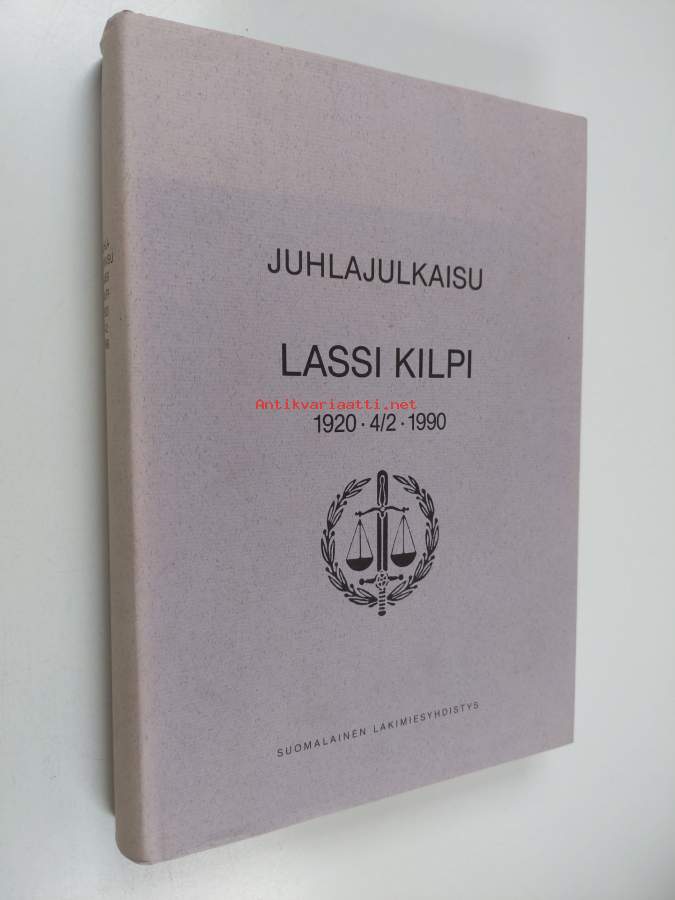 JUHLAJULKAISU
LASSI KILPI
Antikvariaatti.net
1920 · 4/2 · 1990
SUOMALAINEN LAKIMIESYHDISTYS